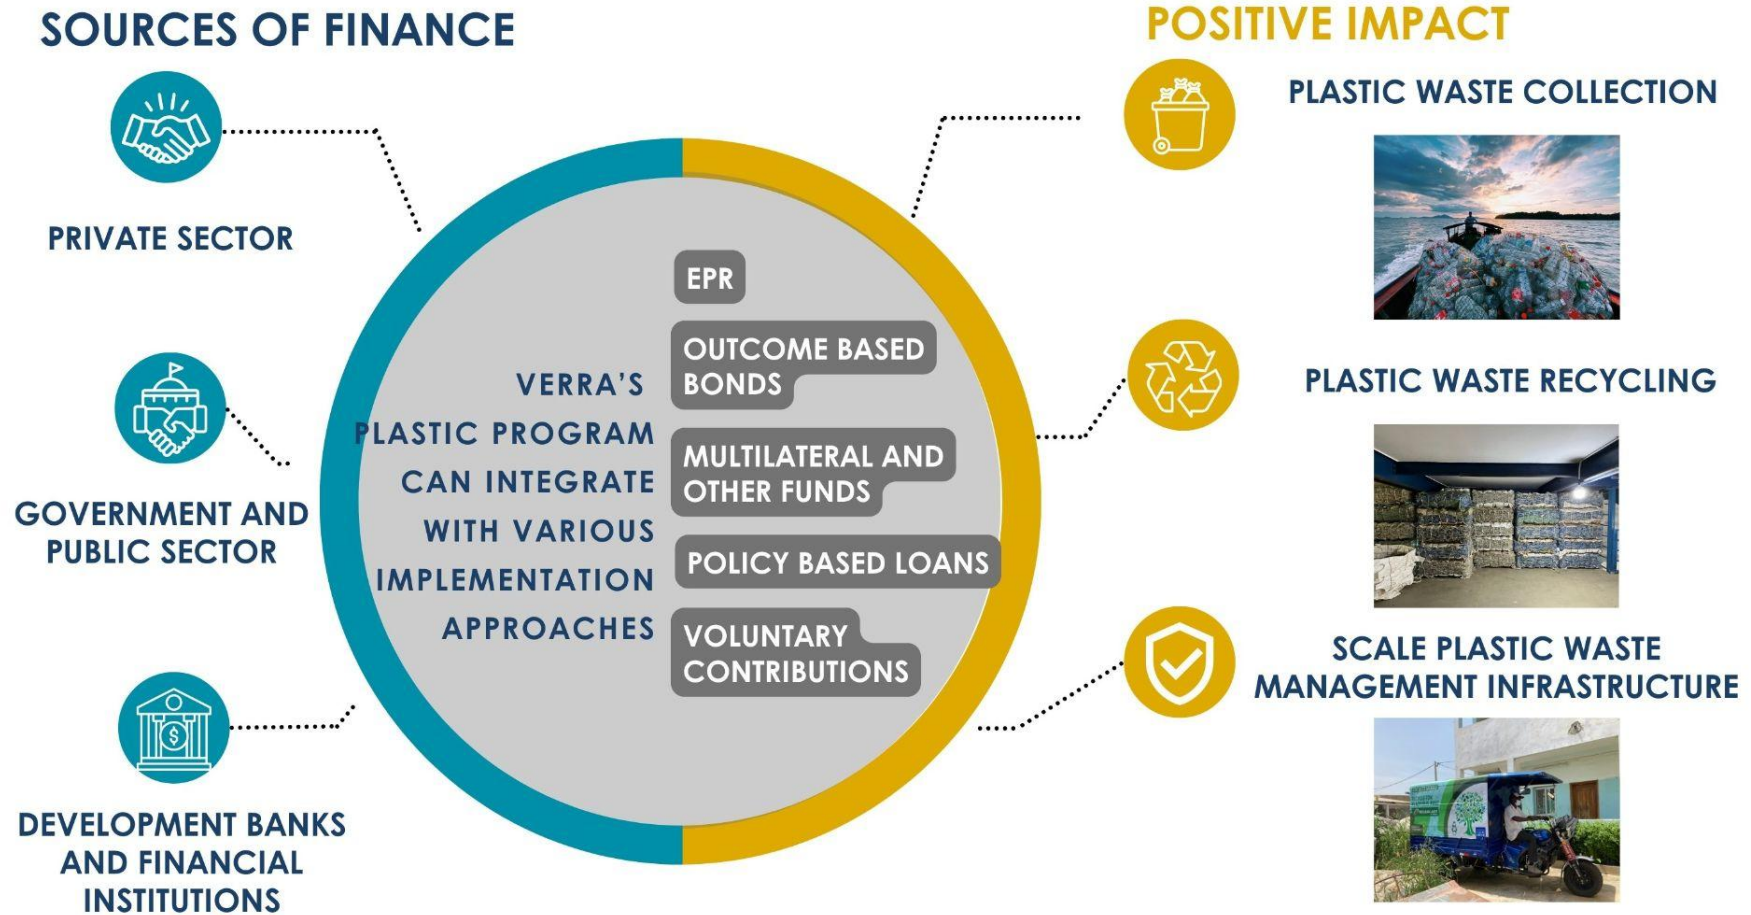 SOURCES OF FINANCE
PRIVATE SECTOR
GOVERNMENT AND
PUBLIC SECTOR
DEVELOPMENT BANKS
AND FINANCIAL
INSTITUTIONS
VERRA'S
PLASTIC PROGRAM
CAN INTEGRATE
WITH VARIOUS
IMPLEMENTATION
APPROACHES
EPR
OUTCOME BASED
BONDS
MULTILATERAL AND
OTHER FUNDS
POLICY BASED LOANS
VOLUNTARY
CONTRIBUTIONS
POSITIVE IMPACT
PLASTIC WASTE COLLECTION
PLASTIC WASTE RECYCLING
SCALE PLASTIC WASTE
MANAGEMENT INFRASTRUCTURE
$